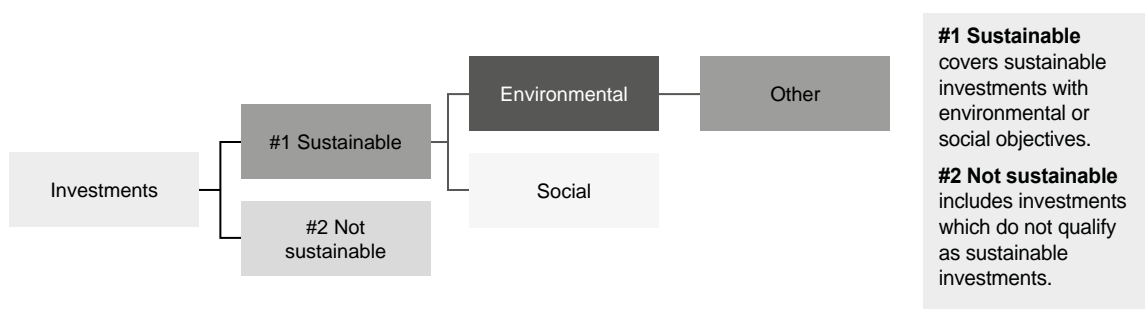 Investments
#1 Sustainable
#2 Not
sustainable
Environmental
Social
Other
#1 Sustainable
covers sustainable
investments with
environmental or
social objectives.
#2 Not sustainable
includes investments
which do not qualify
as sustainable
investments.